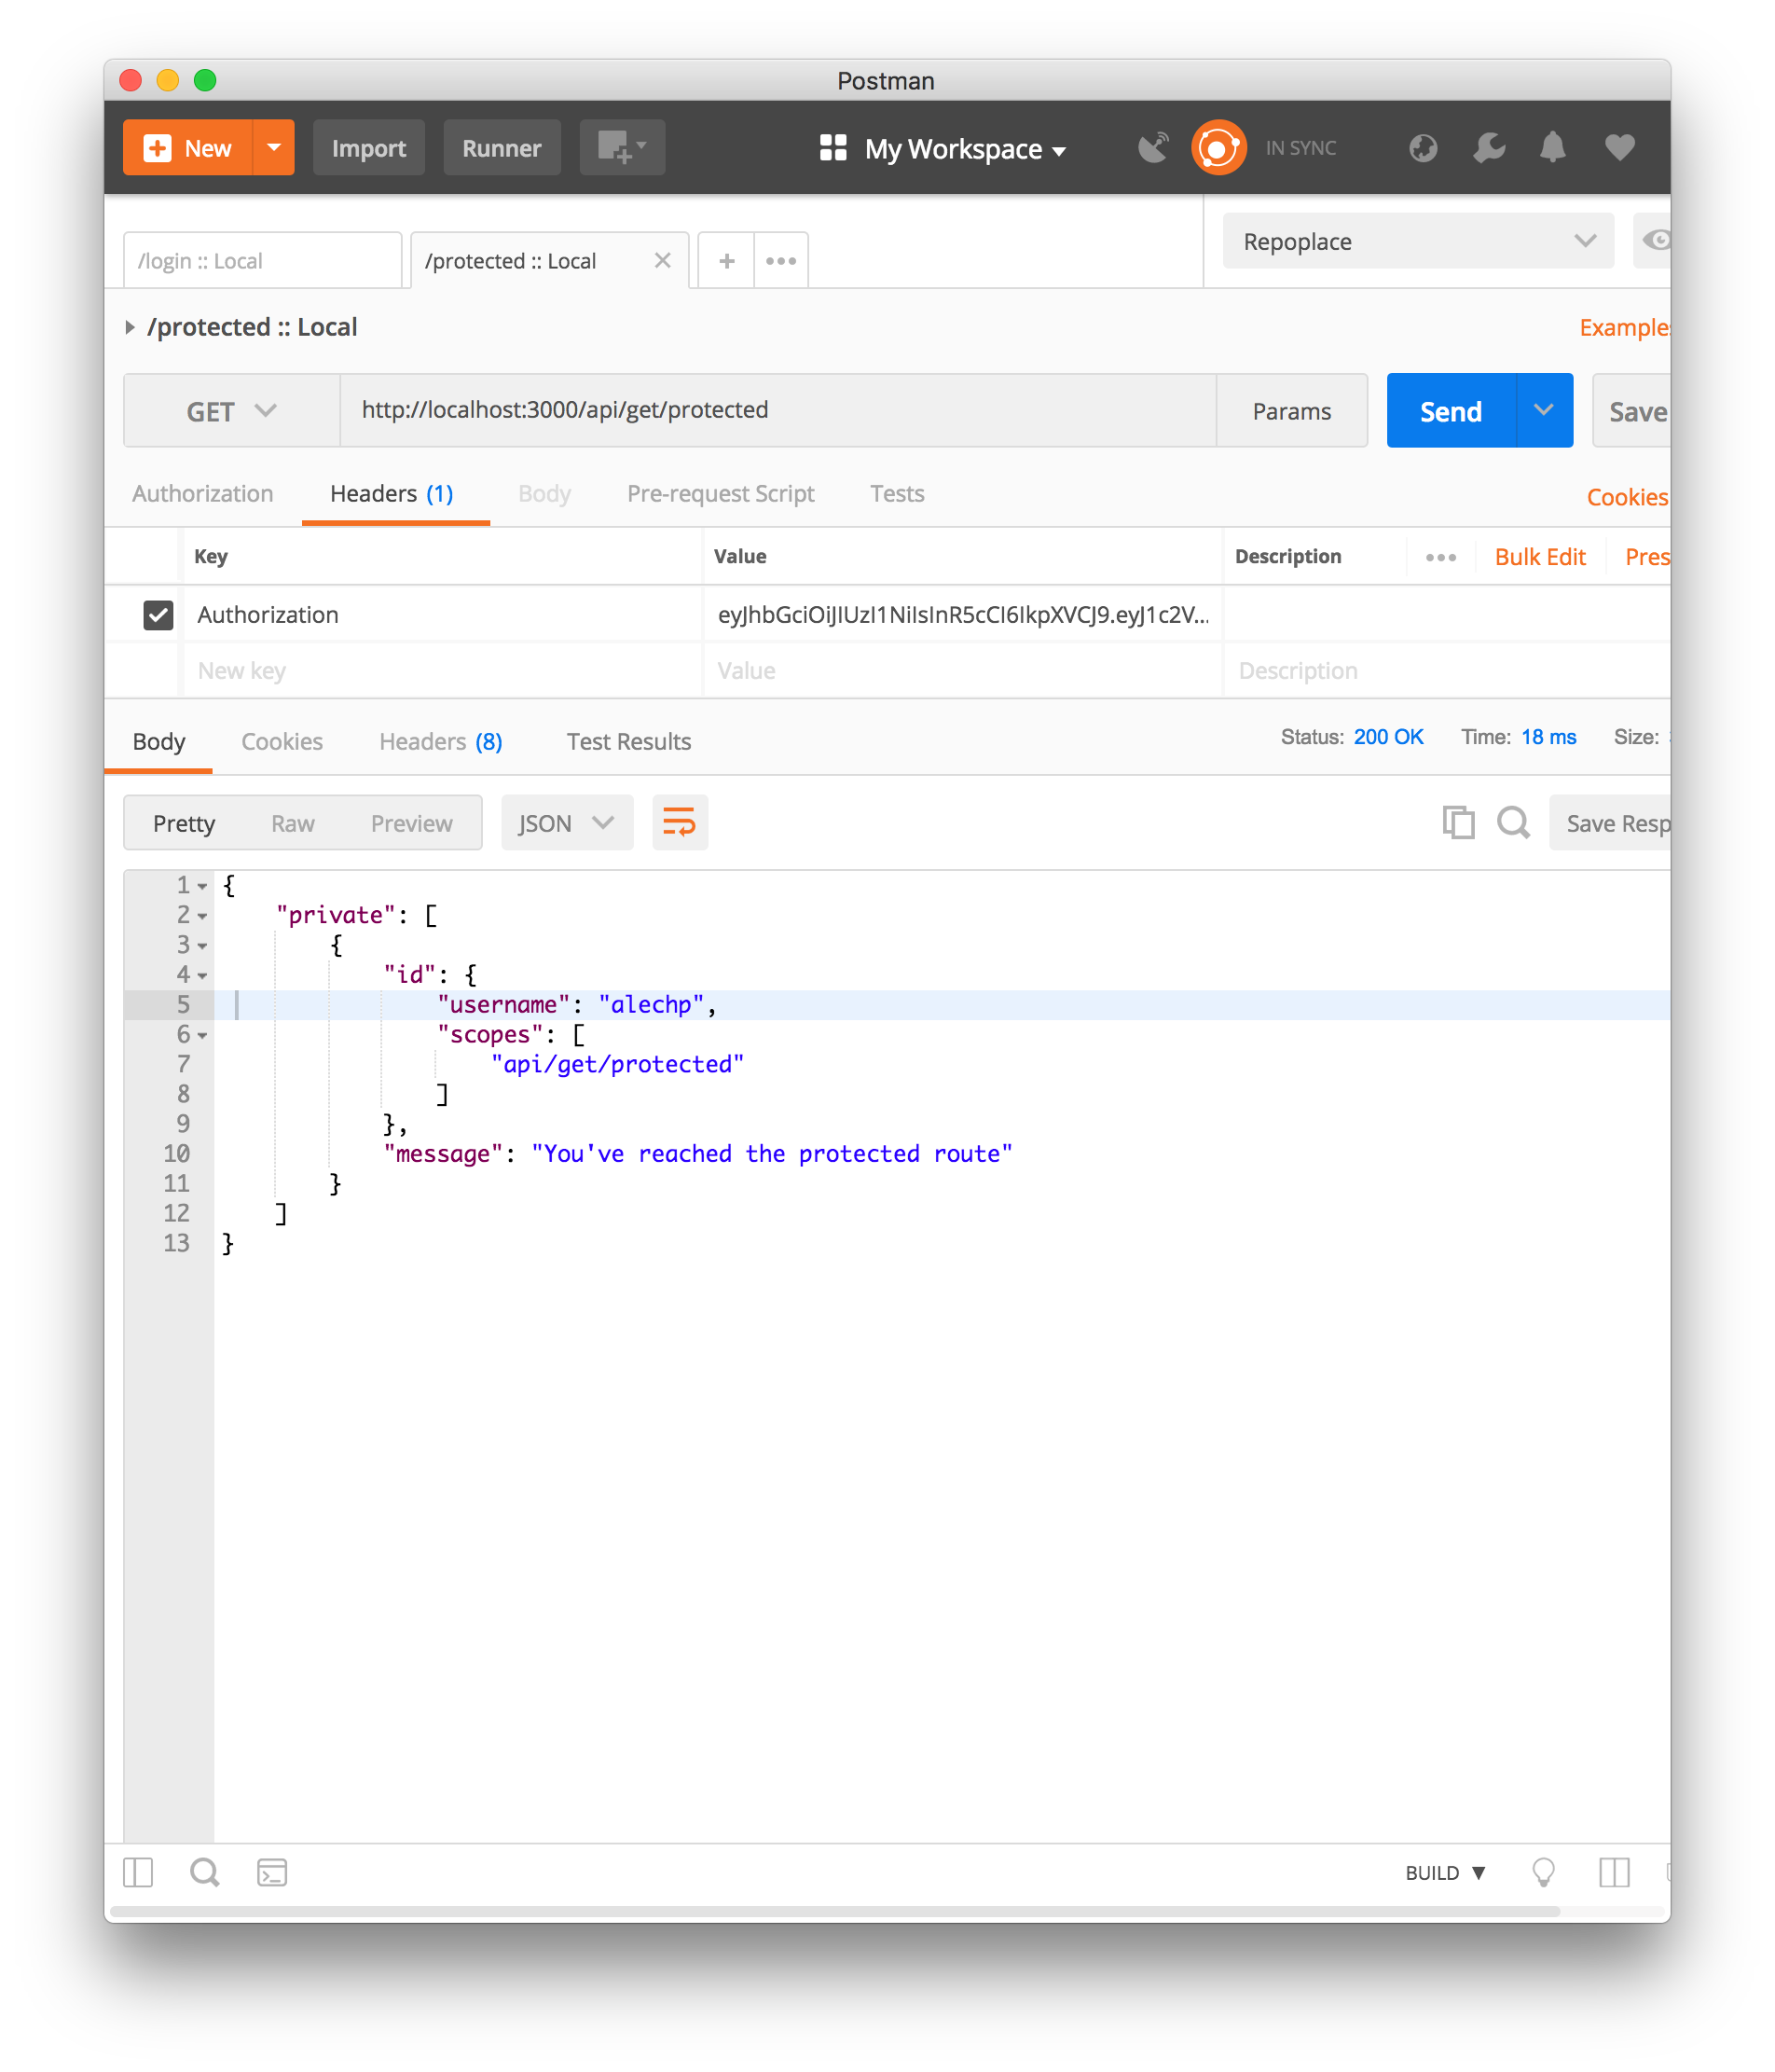 Postman
New Import Runner My Workspace IN SYNC
/login :: Local /protected :: Local Repoplace
/protected :: Local Examples
GET http://localhost:3000/api/get/protected Params Send Save
Authorization Headers (1) Body Pre-request Script Tests Cookies
Key Value Description Bulk Edit Pres
Authorization eyJhbGciOiJIUzI1NiIsInR5cCI6IkpXVCJ9.eyJ1c2V...
New key Value Description
Body Cookies Headers (8) Test Results Status: 200 OK Time: 18 ms Size:
Pretty Raw Preview JSON Save Resp
1 {
2 "private": [
3 {
4 "id": {
5 "username": "alechp",
6 "scopes": [
7 "api/get/protected"
8 ]
9 },
10 "message": "You've reached the protected route"
11 }
12 ]
13 }
BUILD